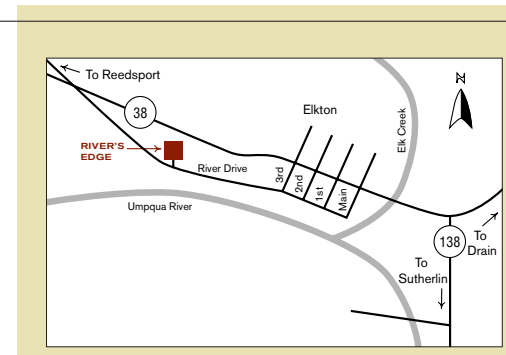 To Reedsport
N
38
Elkton
Elk Creek
RIVER'S
EDGE
River Drive
3rd
2nd
1st
Main
Umpqua River
138
To
Drain
To
Sutherlin